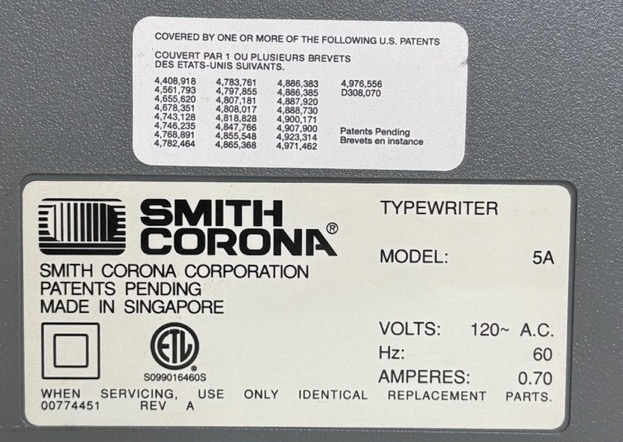 COVERED BY ONE OR MORE OF THE FOLLOWING U.S. PATENTS
COUVERT PAR 1 OU PLUSIEURS BREVETS
DES ETATS-UNIS SUIVANTS.
4,408,918 4,783,761 4,886,383 4,976,556
4,561,793 4,797,855 4,886,385 D308,070
4,655,620 4,807,181 4,887,920
4,678,351 4,808,017 4,888,730
4,743,128 4,818,828 4,900,171
4,746,235 4,847,766 4,907,900 Patents Pending
4,768,891 4,855,548 4,923,314 Brevets en instance
4,782,464 4,865,368 4,971,462
SMITH
CORONA®
TYPEWRITER
MODEL: 5A
SMITH CORONA CORPORATION
PATENTS PENDING
MADE IN SINGAPORE
VOLTS: 120~ A.C.
Hz: 60
AMPERES: 0.70
ETL
S099016460S
WHEN SERVICING, USE ONLY IDENTICAL REPLACEMENT PARTS.
00774451 REV A